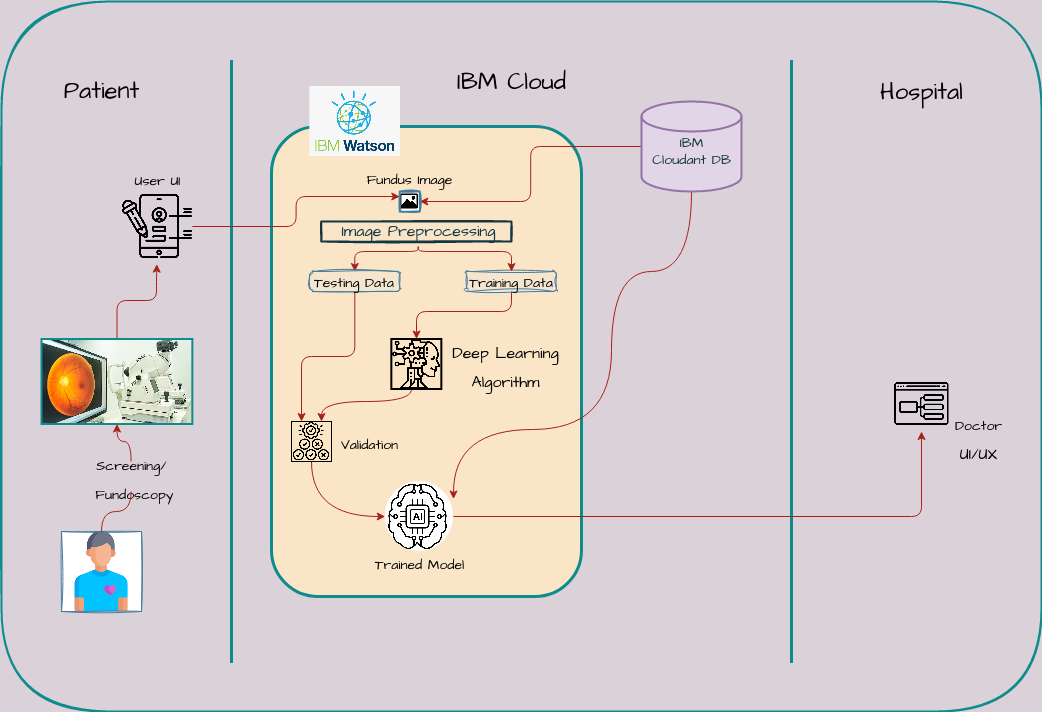 Patient
IBM Cloud
Hospital
IBM Watson
IBM
Cloudant DB
User UI
Fundus Image
Image Preprocessing
Testing Data
Training Data
Deep Learning
Algorithm
Validation
Doctor
UI/UX
Screening/
Fundoscopy
AI
Trained Model